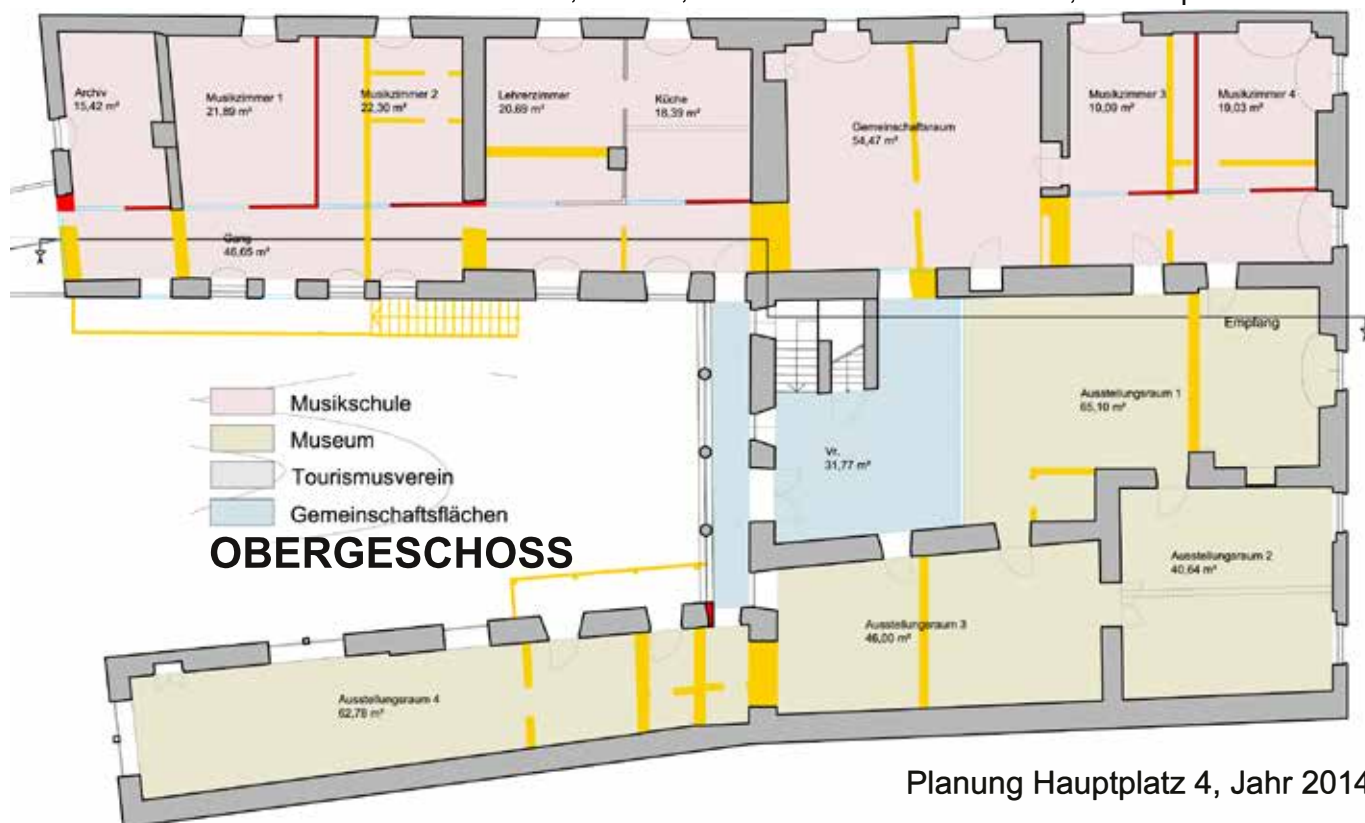 Archiv
15,42 m²
Musikzimmer 1
21,89 m²
Musikzimmer 2
22,30 m²
Lehrerzimmer
20,69 m²
Küche
18,39 m²
Gemeinschaftsraum
54,47 m²
Musikzimmer 3
19,09 m²
Musikzimmer 4
19,03 m²
Gang
46,65 m²
Empfang
Ausstellungsraum 1
65,10 m²
Vr.
31,77 m²
Musikschule
Museum
Tourismusverein
Gemeinschaftsflächen
OBERGESCHOSS
Ausstellungsraum 2
40,64 m²
Ausstellungsraum 3
46,00 m²
Ausstellungsraum 4
62,78 m²
Planung Hauptplatz 4, Jahr 2014